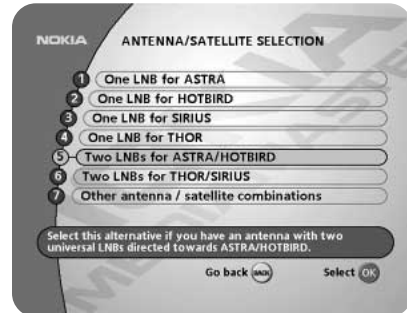 NOKIA
ANTENNA/SATELLITE SELECTION
1 One LNB for ASTRA
2 One LNB for HOTBIRD
3 One LNB for SIRIUS
4 One LNB for THOR
5 Two LNBs for ASTRA/HOTBIRD
6 Two LNBs for THOR/SIRIUS
7 Other antenna / satellite combinations
Select this alternative if you have an antenna with two
universal LNBs directed towards ASTRA/HOTBIRD.
Go back BACK Select OK